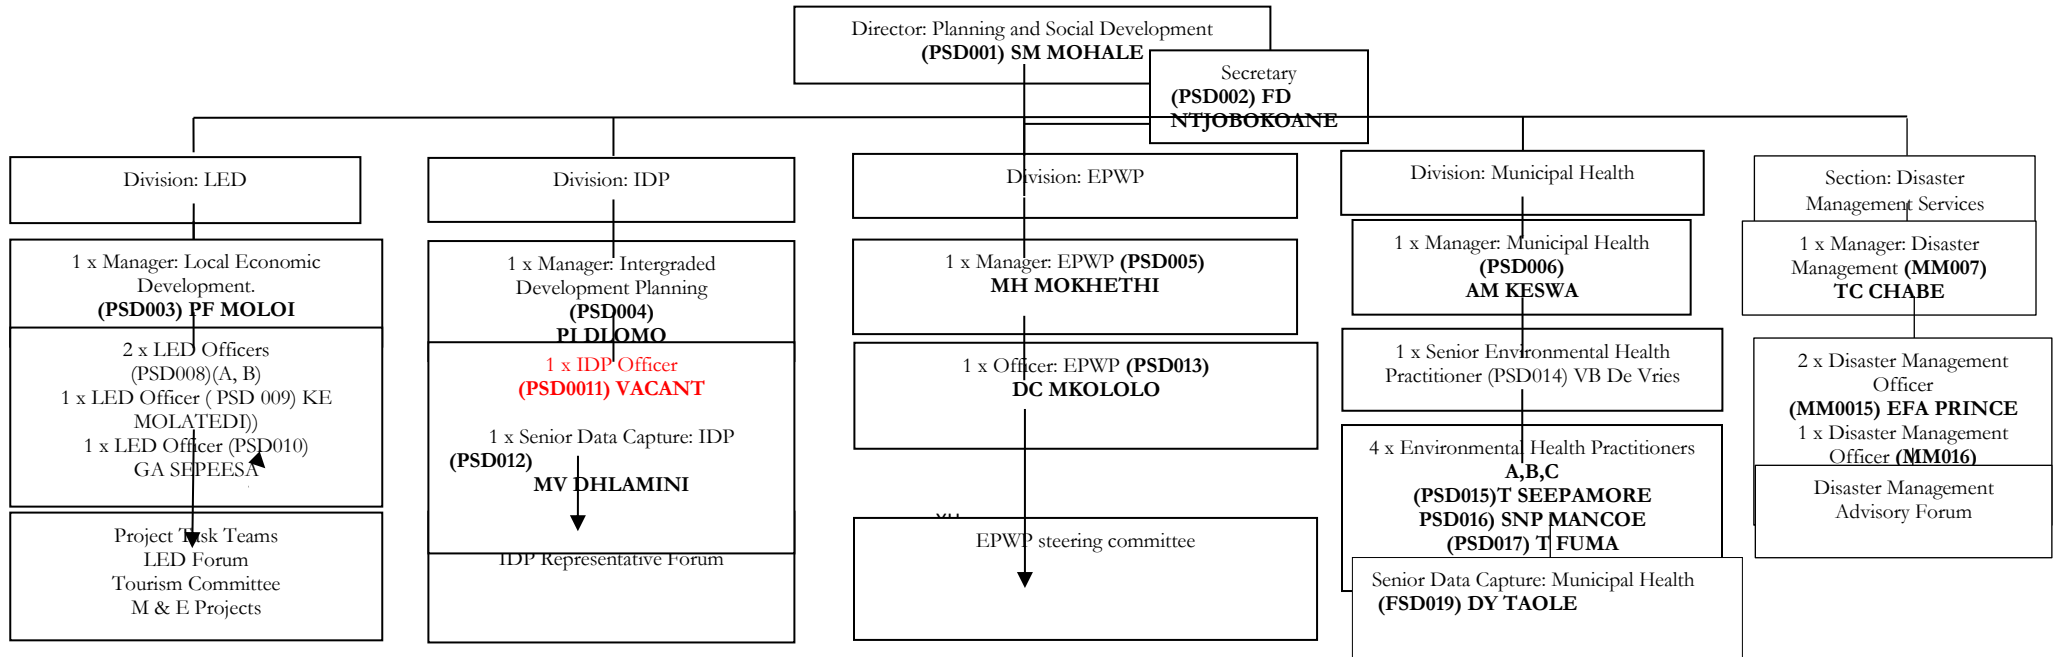 Director: Planning and Social Development
(PSD001) SM MOHALE
Secretary
(PSD002) FD
NTJOBOKOANE
Division: LED
1 x Manager: Local Economic
Development.
(PSD003) PF MOLOI
2 x LED Officers
(PSD008)(A, B)
1 x LED Officer ( PSD 009) KE
MOLATEDI))
1 x LED Officer (PSD010)
GA SEPEESA
Project Task Teams
LED Forum
Tourism Committee
M & E Projects
Division: IDP
1 x Manager: Intergraded
Development Planning
(PSD004)
PI DLOMO
1 x IDP Officer
(PSD0011) VACANT
1 x Senior Data Capture: IDP
(PSD012)
MV DHLAMINI
IDP Representative Forum
Division: EPWP
1 x Manager: EPWP (PSD005)
MH MOKHETHI
1 x Officer: EPWP (PSD013)
DC MKOLOLO
EPWP steering committee
Division: Municipal Health
1 x Manager: Municipal Health
(PSD006)
AM KESWA
1 x Senior Environmental Health
Practitioner (PSD014) VB De Vries
4 x Environmental Health Practitioners
A,B,C
(PSD015)T SEEPAMORE
PSD016) SNP MANCOE
(PSD017) T FUMA
Senior Data Capture: Municipal Health
(FSD019) DY TAOLE
Section: Disaster
Management Services
1 x Manager: Disaster
Management (MM007)
TC CHABE
2 x Disaster Management
Officer
(MM0015) EFA PRINCE
1 x Disaster Management
Officer (MM016)
Disaster Management
Advisory Forum